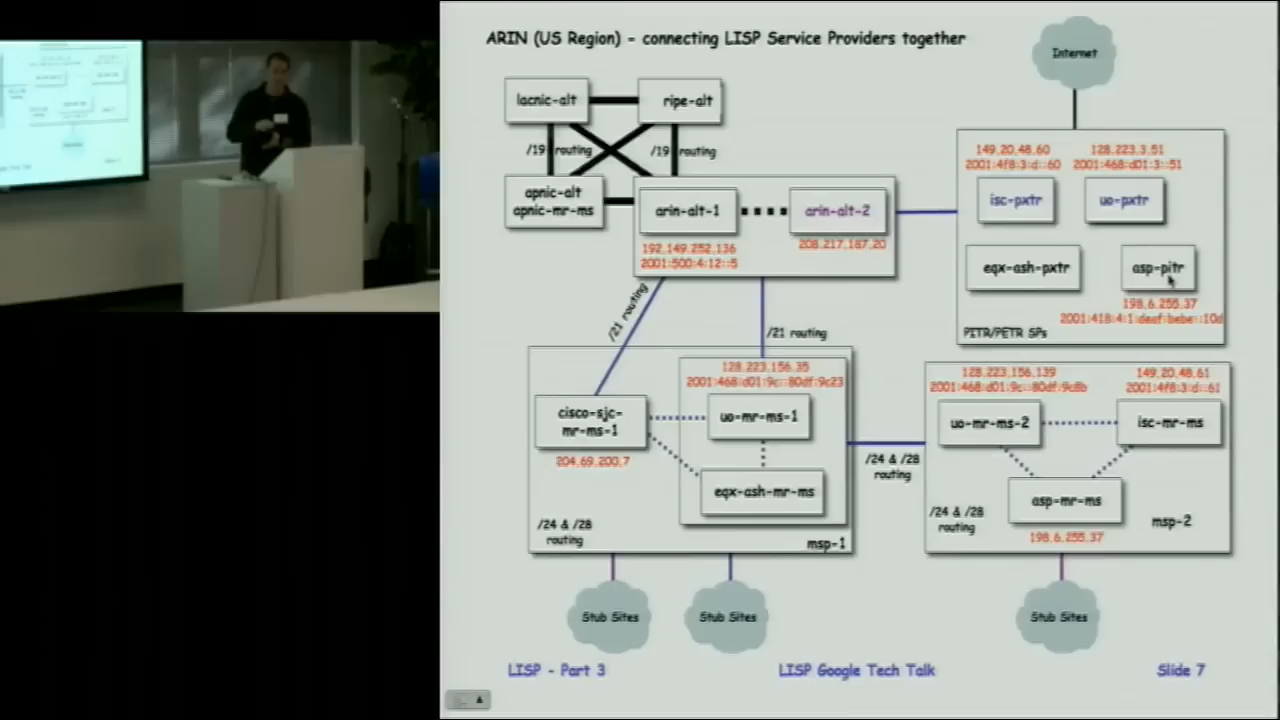 ARIN (US Region) - connecting LISP Service Providers together
Internet
lacnic-alt
ripe-alt
/19 routing
/19 routing
apnic-alt
apnic-mr-ms
arin-alt-1
arin-alt-2
192.149.252.136
2001:500:4:12::5
208.217.187.20
149.20.48.60
2001:4f8:3:d::60
128.223.3.51
2001:468:d01:3::51
isc-pxtr
uo-pxtr
eqx-ash-pxtr
asp-pitr
198.6.255.37
2001:418:4:1:deaf:bebe::10d
PITR/PETR SPs
/21 routing
/21 routing
128.223.156.35
2001:468:d01:9c::80df:9c23
cisco-sjc-
mr-ms-1
204.69.200.7
uo-mr-ms-1
eqx-ash-mr-ms
/24 & /28
routing
msp-1
/24 & /28
routing
128.223.156.139
2001:468:d01:9c::80df:9c8b
149.20.48.61
2001:4f8:3:d::61
uo-mr-ms-2
isc-mr-ms
asp-mr-ms
198.6.255.37
/24 & /28
routing
msp-2
Stub Sites
Stub Sites
Stub Sites
LISP - Part 3
LISP Google Tech Talk
Slide 7